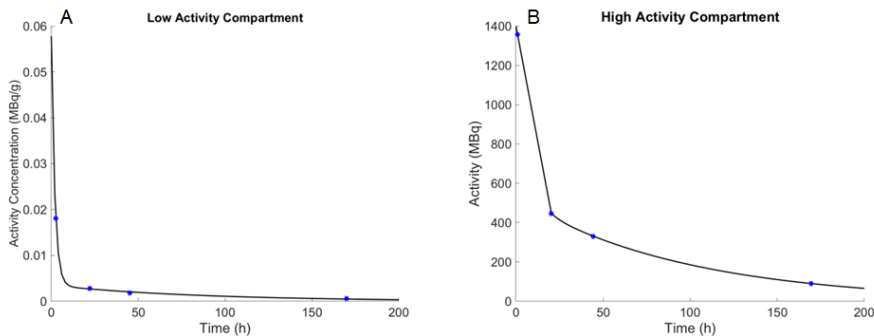 A
Low Activity Compartment
Activity Concentration (MBq/g)
0.06
0.05
0.04
0.03
0.02
0.01
0
0 50 100 150 200
Time (h)
B
High Activity Compartment
Activity (MBq)
1400
1200
1000
800
600
400
200
0
0 50 100 150 200
Time (h)